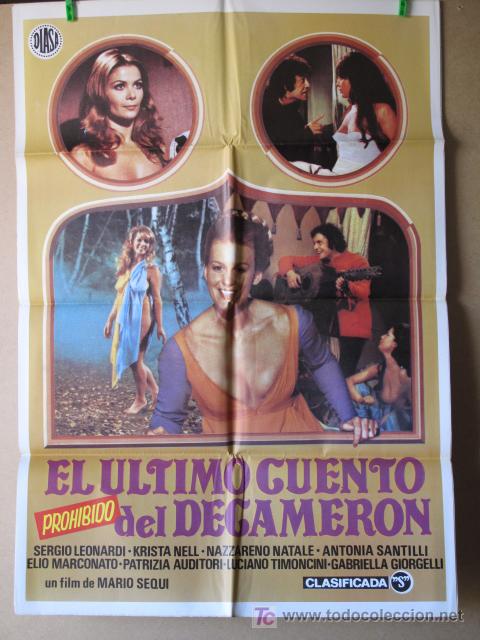 DIASA
EL ULTIMO CUENTO
PROHIBIDO del DECAMERON
SERGIO LEONARDI · KRISTA NELL · NAZZARENO NATALE · ANTONIA SANTILLI
ELIO MARCONATO · PATRIZIA AUDITORI · LUCIANO TIMONCINI · GABRIELLA GIORGELLI
un film de MARIO SEQUI
CLASIFICADA "S"
TC www.todocoleccion.net